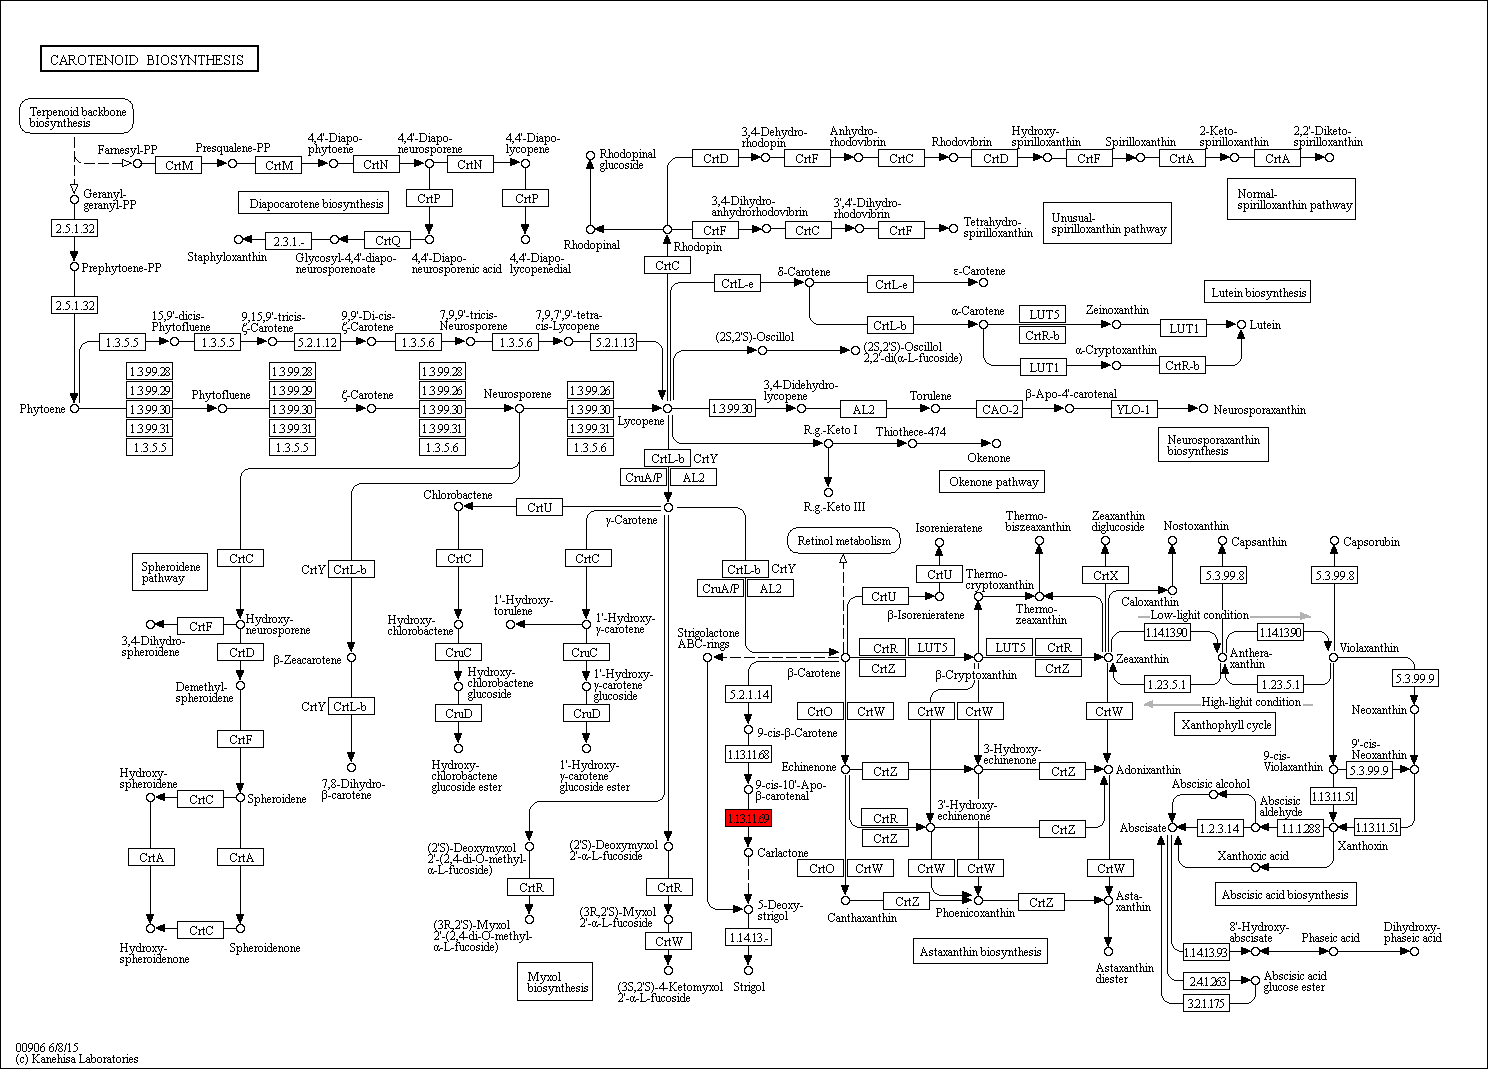 CAROTENOID BIOSYNTHESIS
Terpenoid backbone
biosynthesis
Farnesyl-PP
CrtM
Presqualene-PP
CrtM
4,4'-Diapo-
phytoene
CrtN
4,4'-Diapo-
neurosporene
CrtN
4,4'-Diapo-
lycopene
Geranyl-
geranyl-PP
Diapocarotene biosynthesis
CrtP
CrtP
2.5.1.32
2.3.1.-
CrtQ
Staphyloxanthin
Glycosyl-4,4'-diapo-
neurosporenoate
4,4'-Diapo-
neurosporenic acid
4,4'-Diapo-
lycopenedial
Prephytoene-PP
2.5.1.32
Rhodopinal
glucoside
Rhodopinal
Rhodopin
CrtC
CrtD
3,4-Dehydro-
rhodopin
CrtF
Anhydro-
rhodovibrin
CrtC
Rhodovibrin
CrtD
Hydroxy-
spirilloxanthin
CrtF
Spirilloxanthin
CrtA
2-Keto-
spirilloxanthin
CrtA
2,2'-Diketo-
spirilloxanthin
Normal-
spirilloxanthin pathway
CrtF
3,4-Dihydro-
anhydrorhodovibrin
CrtC
3',4'-Dihydro-
rhodovibrin
CrtF
Tetrahydro-
spirilloxanthin
Unusual-
spirilloxanthin pathway
CrtL-e
δ-Carotene
CrtL-e
ε-Carotene
Lutein biosynthesis
CrtL-b
α-Carotene
LUT5
CrtR-b
Zeinoxanthin
LUT1
Lutein
LUT1
α-Cryptoxanthin
CrtR-b
(2S,2'S)-Oscillol
(2S,2'S)-Oscillol
2,2'-di(α-L-fucoside)
1.3.5.5
15,9'-dicis-
Phytofluene
1.3.5.5
9,15,9'-tricis-
ζ-Carotene
5.2.1.12
9,9'-Di-cis-
ζ-Carotene
1.3.5.6
7,9,9'-tricis-
Neurosporene
1.3.5.6
7,9,7',9'-tetra-
cis-Lycopene
5.2.1.13
Phytoene
1.3.99.28
1.3.99.29
1.3.99.30
1.3.99.31
1.3.5.5
Phytofluene
1.3.99.28
1.3.99.29
1.3.99.30
1.3.99.31
1.3.5.5
ζ-Carotene
1.3.99.28
1.3.99.26
1.3.99.30
1.3.99.31
1.3.5.6
Neurosporene
1.3.99.26
1.3.99.30
1.3.99.31
1.3.5.6
Lycopene
1.3.99.30
3,4-Didehydro-
lycopene
AL2
Torulene
CAO-2
β-Apo-4'-carotenal
YLO-1
Neurosporaxanthin
Neurosporaxanthin
biosynthesis
R.g.-Keto I
Thiothece-474
Okenone
Okenone pathway
R.g.-Keto III
CrtL-b
CrtY
CruA/P
AL2
Chlorobactene
CrtU
γ-Carotene
Spheroidene
pathway
CrtC
CrtY
CrtL-b
CrtC
CrtC
CrtL-b
CrtY
CruA/P
AL2
CrtF
Hydroxy-
neurosporene
3,4-Dihydro-
spheroidene
CrtD
β-Zeacarotene
Hydroxy-
chlorobactene
1'-Hydroxy-
torulene
1'-Hydroxy-
γ-carotene
CruC
CruC
Demethyl-
spheroidene
Hydroxy-
chlorobactene
glucoside
1'-Hydroxy-
γ-carotene
glucoside
CrtY
CrtL-b
CruD
CruD
CrtF
Hydroxy-
spheroidene
CrtC
Spheroidene
7,8-Dihydro-
β-carotene
Hydroxy-
chlorobactene
glucoside ester
1'-Hydroxy-
γ-carotene
glucoside ester
CrtA
CrtA
CrtC
Hydroxy-
spheroidenone
Spheroidenone
(2'S)-Deoxymyxol
2'-(2,4-di-O-methyl-
α-L-fucoside)
CrtR
(3R,2'S)-Myxol
2'-(2,4-di-O-methyl-
α-L-fucoside)
(2'S)-Deoxymyxol
2'-α-L-fucoside
CrtR
(3R,2'S)-Myxol
2'-α-L-fucoside
CrtW
(3S,2'S)-4-Ketomyxol
2'-α-L-fucoside
Myxol
biosynthesis
Strigolactone
ABC-rings
5.2.1.14
9-cis-β-Carotene
1.13.11.68
9-cis-10'-Apo-
β-carotenal
1.13.11.69
Carlactone
5-Deoxy-
strigol
1.14.13.-
Strigol
Retinol metabolism
CrtU
β-Isorenieratene
CrtU
Isorenieratene
Thermo-
cryptoxanthin
Thermo-
biszeaxanthin
Thermo-
zeaxanthin
Zeaxanthin
diglucoside
CrtX
Nostoxanthin
Caloxanthin
Capsanthin
5.3.99.8
Capsorubin
5.3.99.8
Low-light condition
1.14.13.90
1.14.13.90
β-Carotene
CrtR
LUT5
CrtZ
β-Cryptoxanthin
LUT5
CrtR
CrtZ
Zeaxanthin
Anthera-
xanthin
Violaxanthin
1.23.5.1
1.23.5.1
5.3.99.9
High-light condition
Xanthophyll cycle
Neoxanthin
CrtO
CrtW
CrtW
CrtW
CrtW
Echinenone
CrtZ
3-Hydroxy-
echinenone
CrtZ
Adonixanthin
9-cis-
Violaxanthin
9'-cis-
Neoxanthin
5.3.99.9
1.13.11.51
CrtR
CrtZ
3'-Hydroxy-
echinenone
CrtZ
Abscisic alcohol
Abscisate
1.2.3.14
Abscisic
aldehyde
1.1.1.288
1.13.11.51
Xanthoxin
Xanthoxic acid
Abscisic acid biosynthesis
CrtO
CrtW
CrtW
CrtW
CrtW
Canthaxanthin
CrtZ
Phoenicoxanthin
CrtZ
Asta-
xanthin
Astaxanthin biosynthesis
Astaxanthin
diester
1.14.13.93
8'-Hydroxy-
abscisate
Phaseic acid
Dihydroxy-
phaseic acid
2.4.1.263
Abscisic acid
glucose ester
3.2.1.175
00906 6/8/15
(c) Kanehisa Laboratories